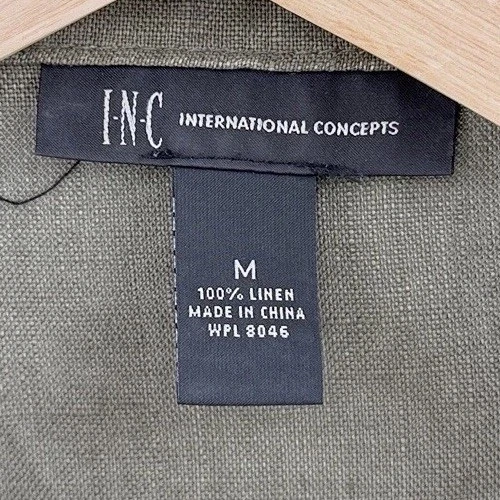 I·N·C INTERNATIONAL CONCEPTS
M
100% LINEN
MADE IN CHINA
WPL 8046